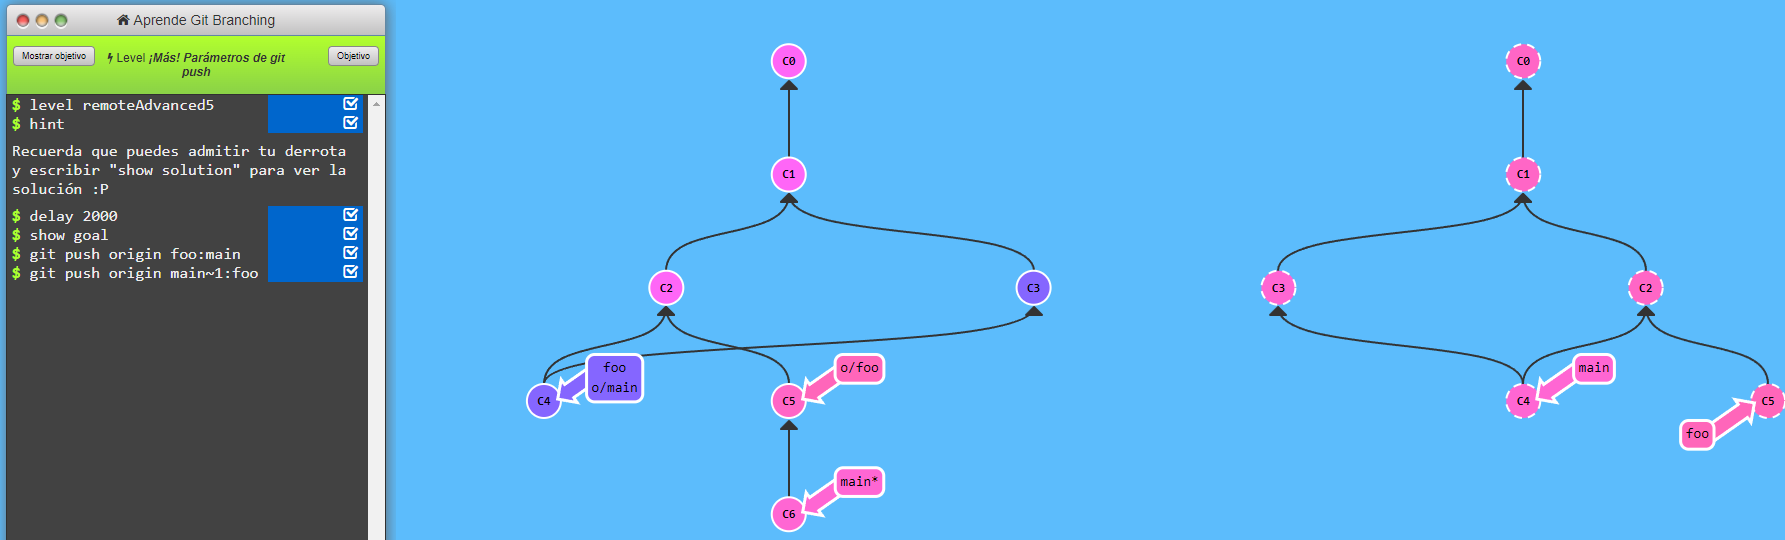 Aprende Git Branching
Mostrar objetivo
Level ¡Más! Parámetros de git
push
Objetivo
$ level remoteAdvanced5
$ hint
Recuerda que puedes admitir tu derrota
y escribir "show solution" para ver la
solución :P
$ delay 2000
$ show goal
$ git push origin foo:main
$ git push origin main~1:foo
C0
C1
C2
C3
foo
o/main
C4
o/foo
C5
main*
C6
C0
C1
C3
C2
main
C4
C5
foo